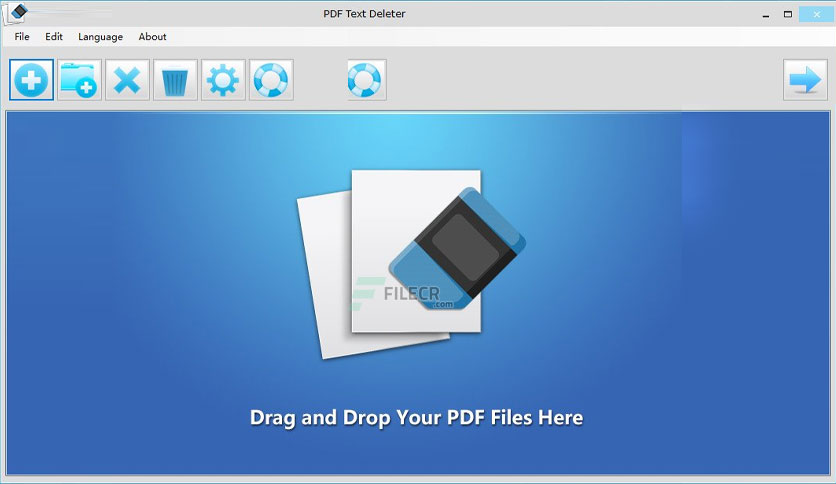 PDF Text Deleter
File Edit Language About
FILECR
.com
Drag and Drop Your PDF Files Here